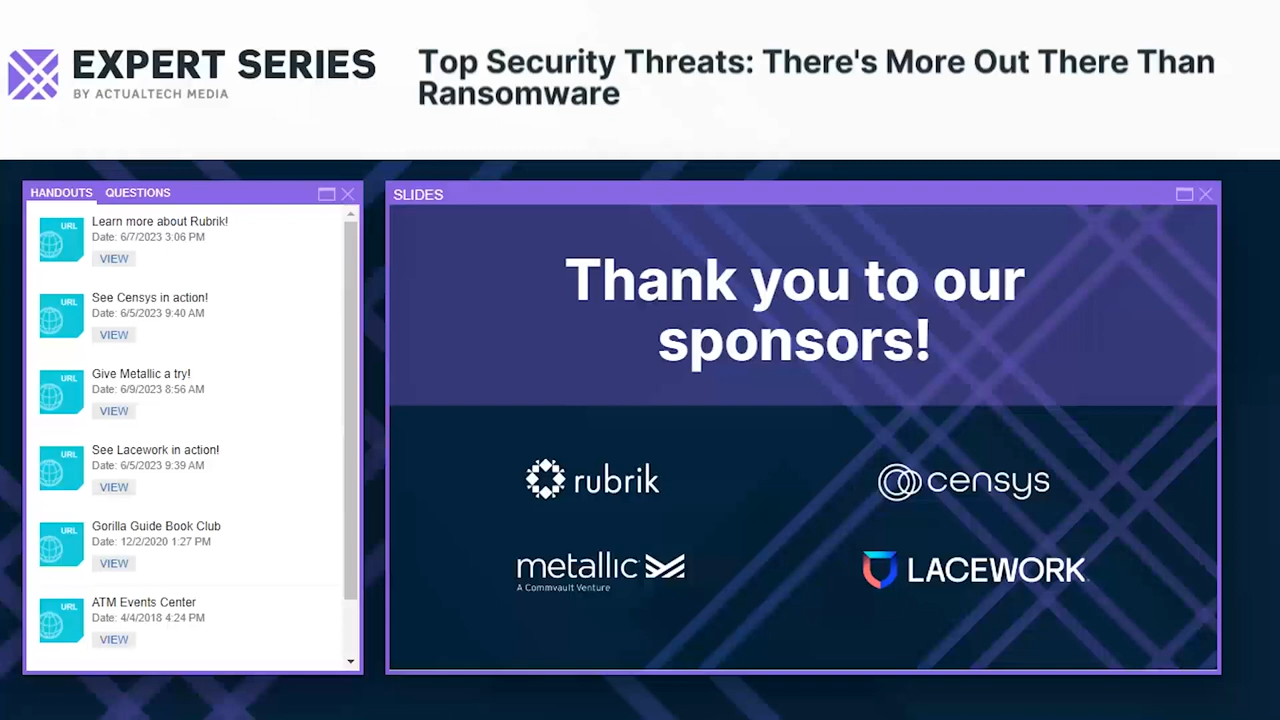 EXPERT SERIES
BY ACTUALTECH MEDIA
Top Security Threats: There's More Out There Than
Ransomware
HANDOUTS QUESTIONS
URL
Learn more about Rubrik!
Date: 6/7/2023 3:06 PM
VIEW
URL
See Censys in action!
Date: 6/5/2023 9:40 AM
VIEW
URL
Give Metallic a try!
Date: 6/9/2023 8:56 AM
VIEW
URL
See Lacework in action!
Date: 6/5/2023 9:39 AM
VIEW
URL
Gorilla Guide Book Club
Date: 12/2/2020 1:27 PM
VIEW
URL
ATM Events Center
Date: 4/4/2018 4:24 PM
VIEW
SLIDES
Thank you to our
sponsors!
rubrik
censys
metallic
A Commvault Venture
LACEWORK